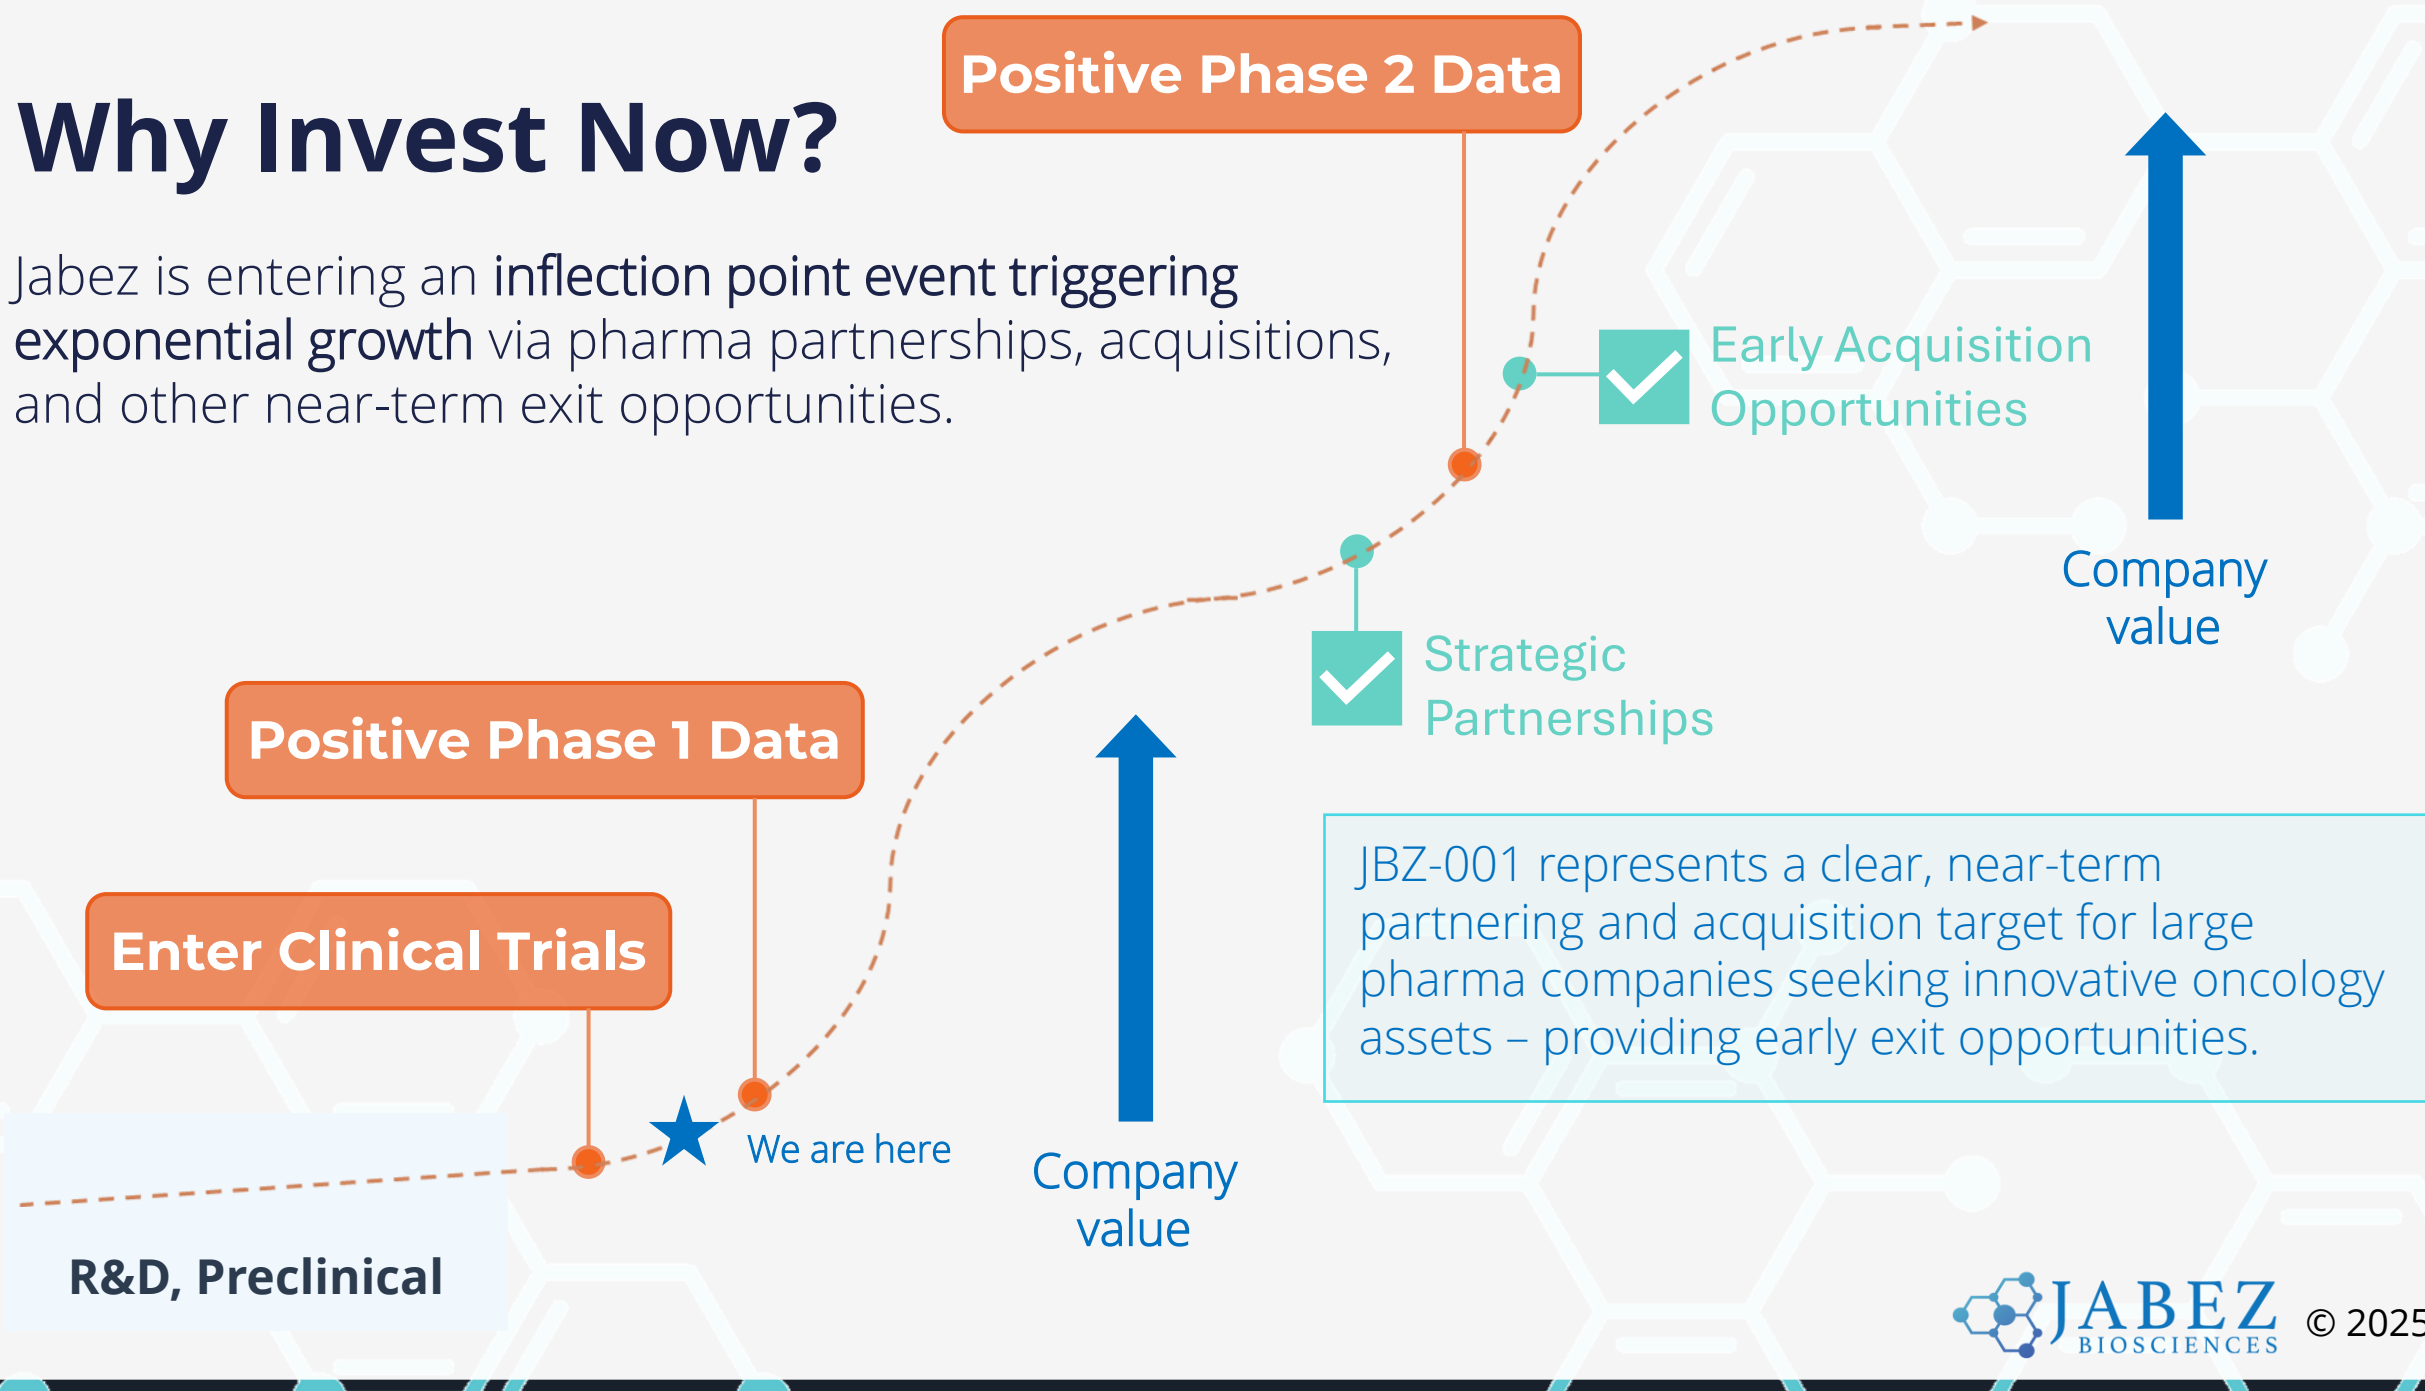 Why Invest Now?
Jabez is entering an inflection point event triggering
exponential growth via pharma partnerships, acquisitions,
and other near-term exit opportunities.
Positive Phase 2 Data
Early Acquisition
Opportunities
Company
value
Strategic
Partnerships
Positive Phase 1 Data
Enter Clinical Trials
We are here
Company
value
JBZ-001 represents a clear, near-term
partnering and acquisition target for large
pharma companies seeking innovative oncology
assets – providing early exit opportunities.
R&D, Preclinical
JABEZ
BIOSCIENCES
© 2025